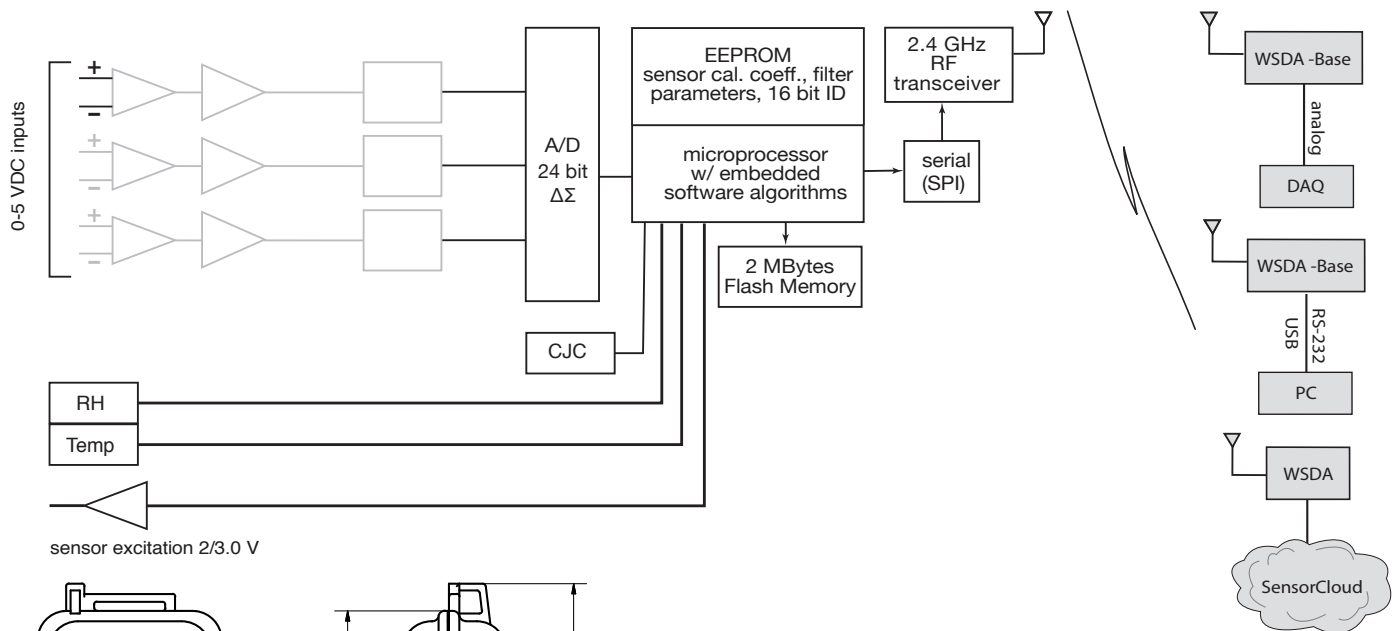 0-5 VDC inputs
+
−
+
−
+
−
A/D
24 bit
ΔΣ
EEPROM
sensor cal. coeff., filter
parameters, 16 bit ID
microprocessor
w/ embedded
software algorithms
serial
(SPI)
2.4 GHz
RF
transceiver
2 MBytes
Flash Memory
CJC
RH
Temp
sensor excitation 2/3.0 V
WSDA -Base
analog
DAQ
WSDA -Base
RS-232
USB
PC
WSDA
SensorCloud